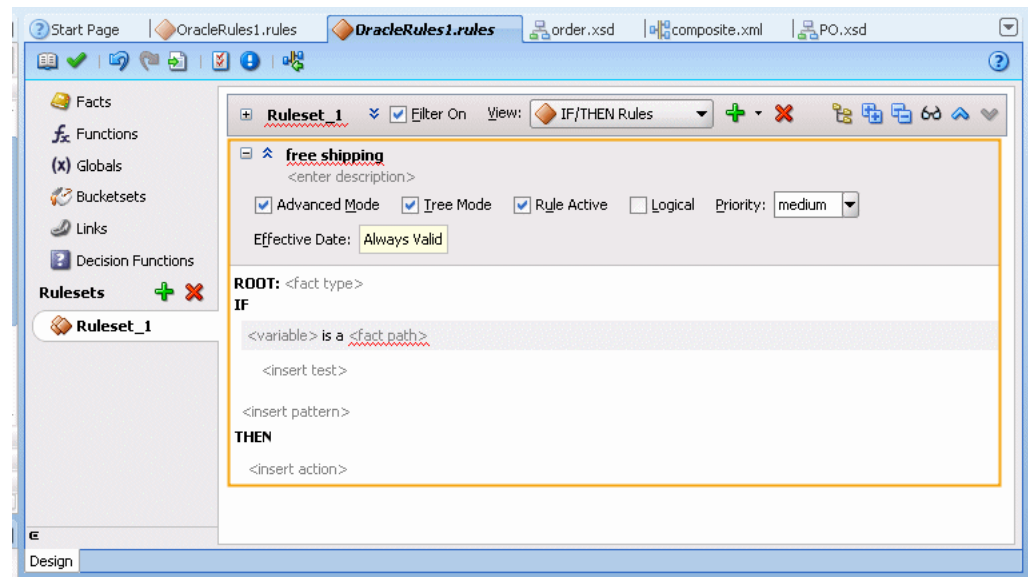 Start Page OracleRules1.rules OracleRules1.rules order.xsd composite.xml PO.xsd
Facts
Functions
(x) Globals
Bucketsets
Links
Decision Functions
Rulesets
Ruleset_1
Ruleset_1 Filter On View: IF/THEN Rules
free shipping
<enter description>
Advanced Mode Tree Mode Rule Active Logical Priority: medium
Effective Date: Always Valid
ROOT: <fact type>
IF
<variable> is a <fact path>
<insert test>
<insert pattern>
THEN
<insert action>
Design